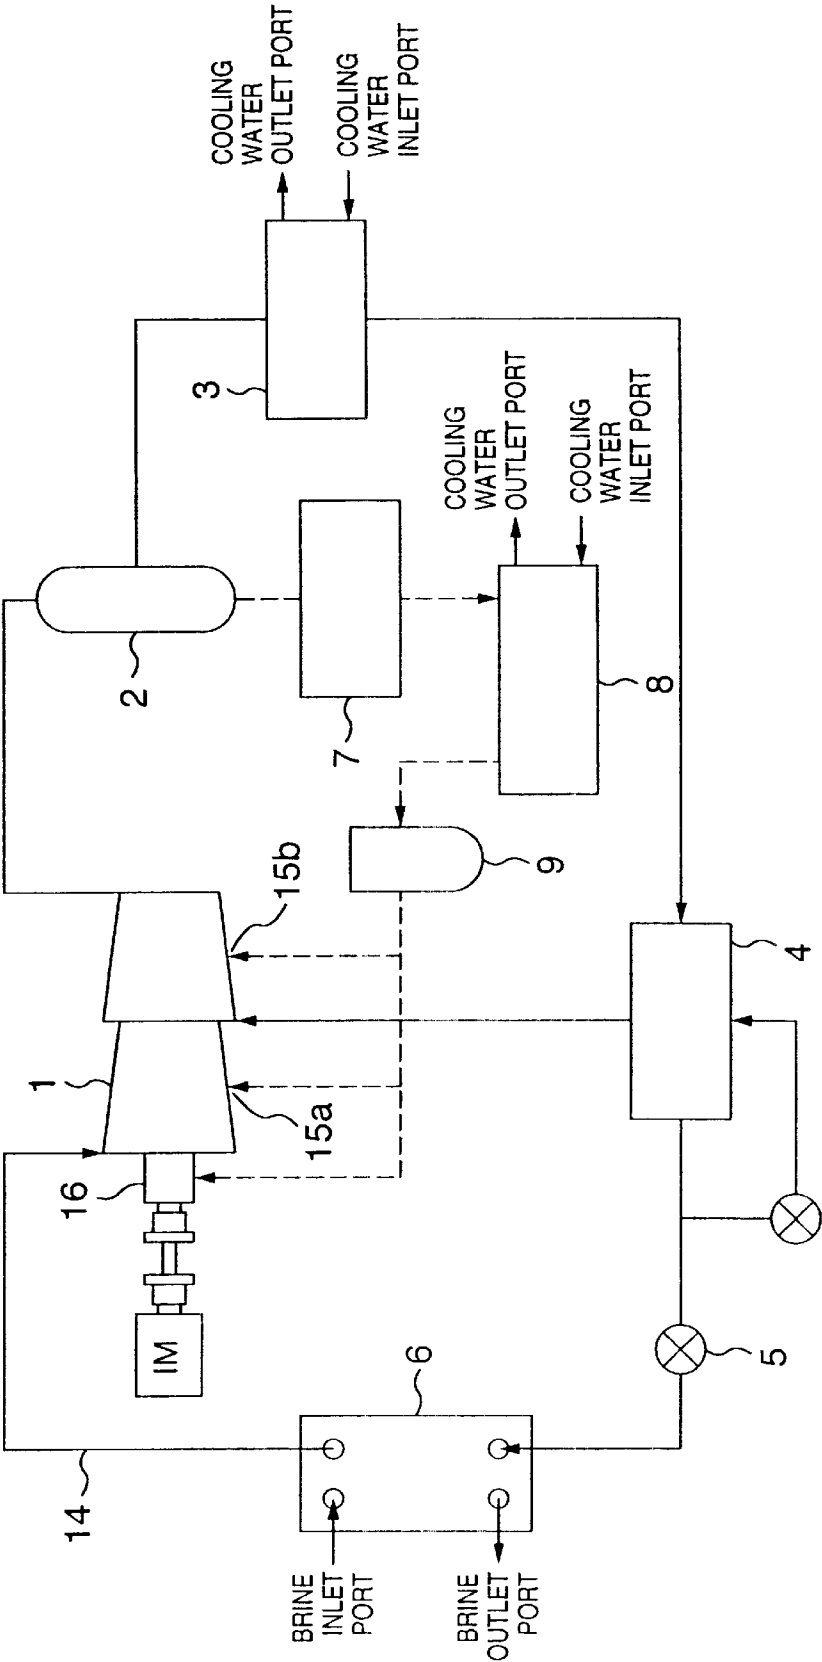 COOLING
WATER
OUTLET PORT
COOLING
WATER
INLET PORT
3
COOLING
WATER
OUTLET PORT
COOLING
WATER
INLET PORT
2
7
8
9
15b
1
15a
16
4
IM
5
6
14
BRINE
INLET
PORT
BRINE
OUTLET
PORT